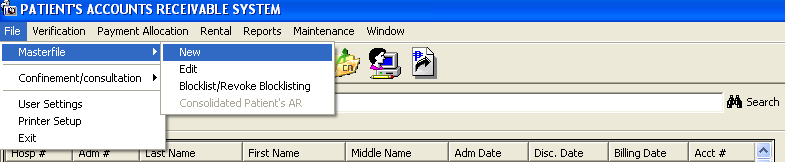 PATIENT'S ACCOUNTS RECEIVABLE SYSTEM
File Verification Payment Allocation Rental Reports Maintenance Window
Masterfile
New
Edit
Confinement/consultation
Blocklist/Revoke Blocklisting
Consolidated Patient's AR
User Settings
Search
Printer Setup
Exit
Hosp # Adm # Last Name First Name Middle Name Adm Date Disc. Date Billing Date Acct #